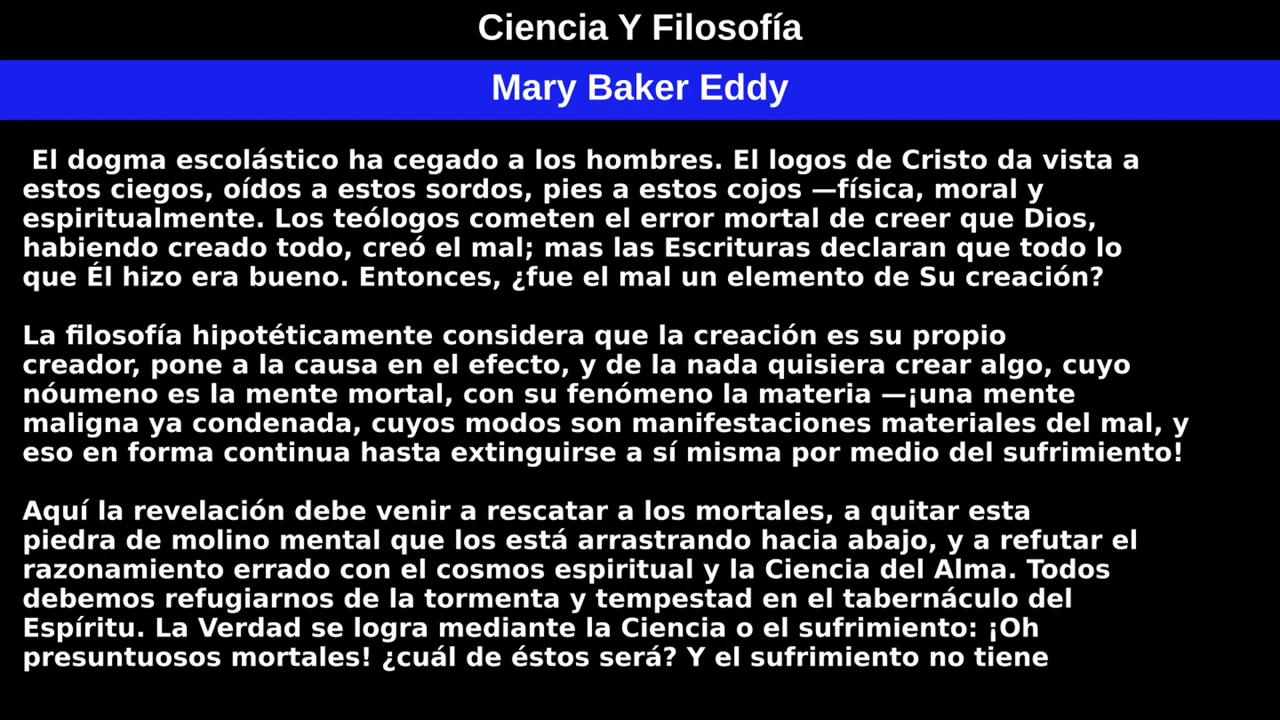 Ciencia Y Filosofía
Mary Baker Eddy
El dogma escolástico ha cegado a los hombres. El logos de Cristo da vista a
estos ciegos, oídos a estos sordos, pies a estos cojos —física, moral y
espiritualmente. Los teólogos cometen el error mortal de creer que Dios,
habiendo creado todo, creó el mal; mas las Escrituras declaran que todo lo
que Él hizo era bueno. Entonces, ¿fue el mal un elemento de Su creación?
La filosofía hipotéticamente considera que la creación es su propio
creador, pone a la causa en el efecto, y de la nada quisiera crear algo, cuyo
nóumeno es la mente mortal, con su fenómeno la materia —¡una mente
maligna ya condenada, cuyos modos son manifestaciones materiales del mal, y
eso en forma continua hasta extinguirse a sí misma por medio del sufrimiento!
Aquí la revelación debe venir a rescatar a los mortales, a quitar esta
piedra de molino mental que los está arrastrando hacia abajo, y a refutar el
razonamiento errado con el cosmos espiritual y la Ciencia del Alma. Todos
debemos refugiarnos de la tormenta y tempestad en el tabernáculo del
Espíritu. La Verdad se logra mediante la Ciencia o el sufrimiento: ¡Oh
presuntuosos mortales! ¿cuál de éstos será? Y el sufrimiento no tiene